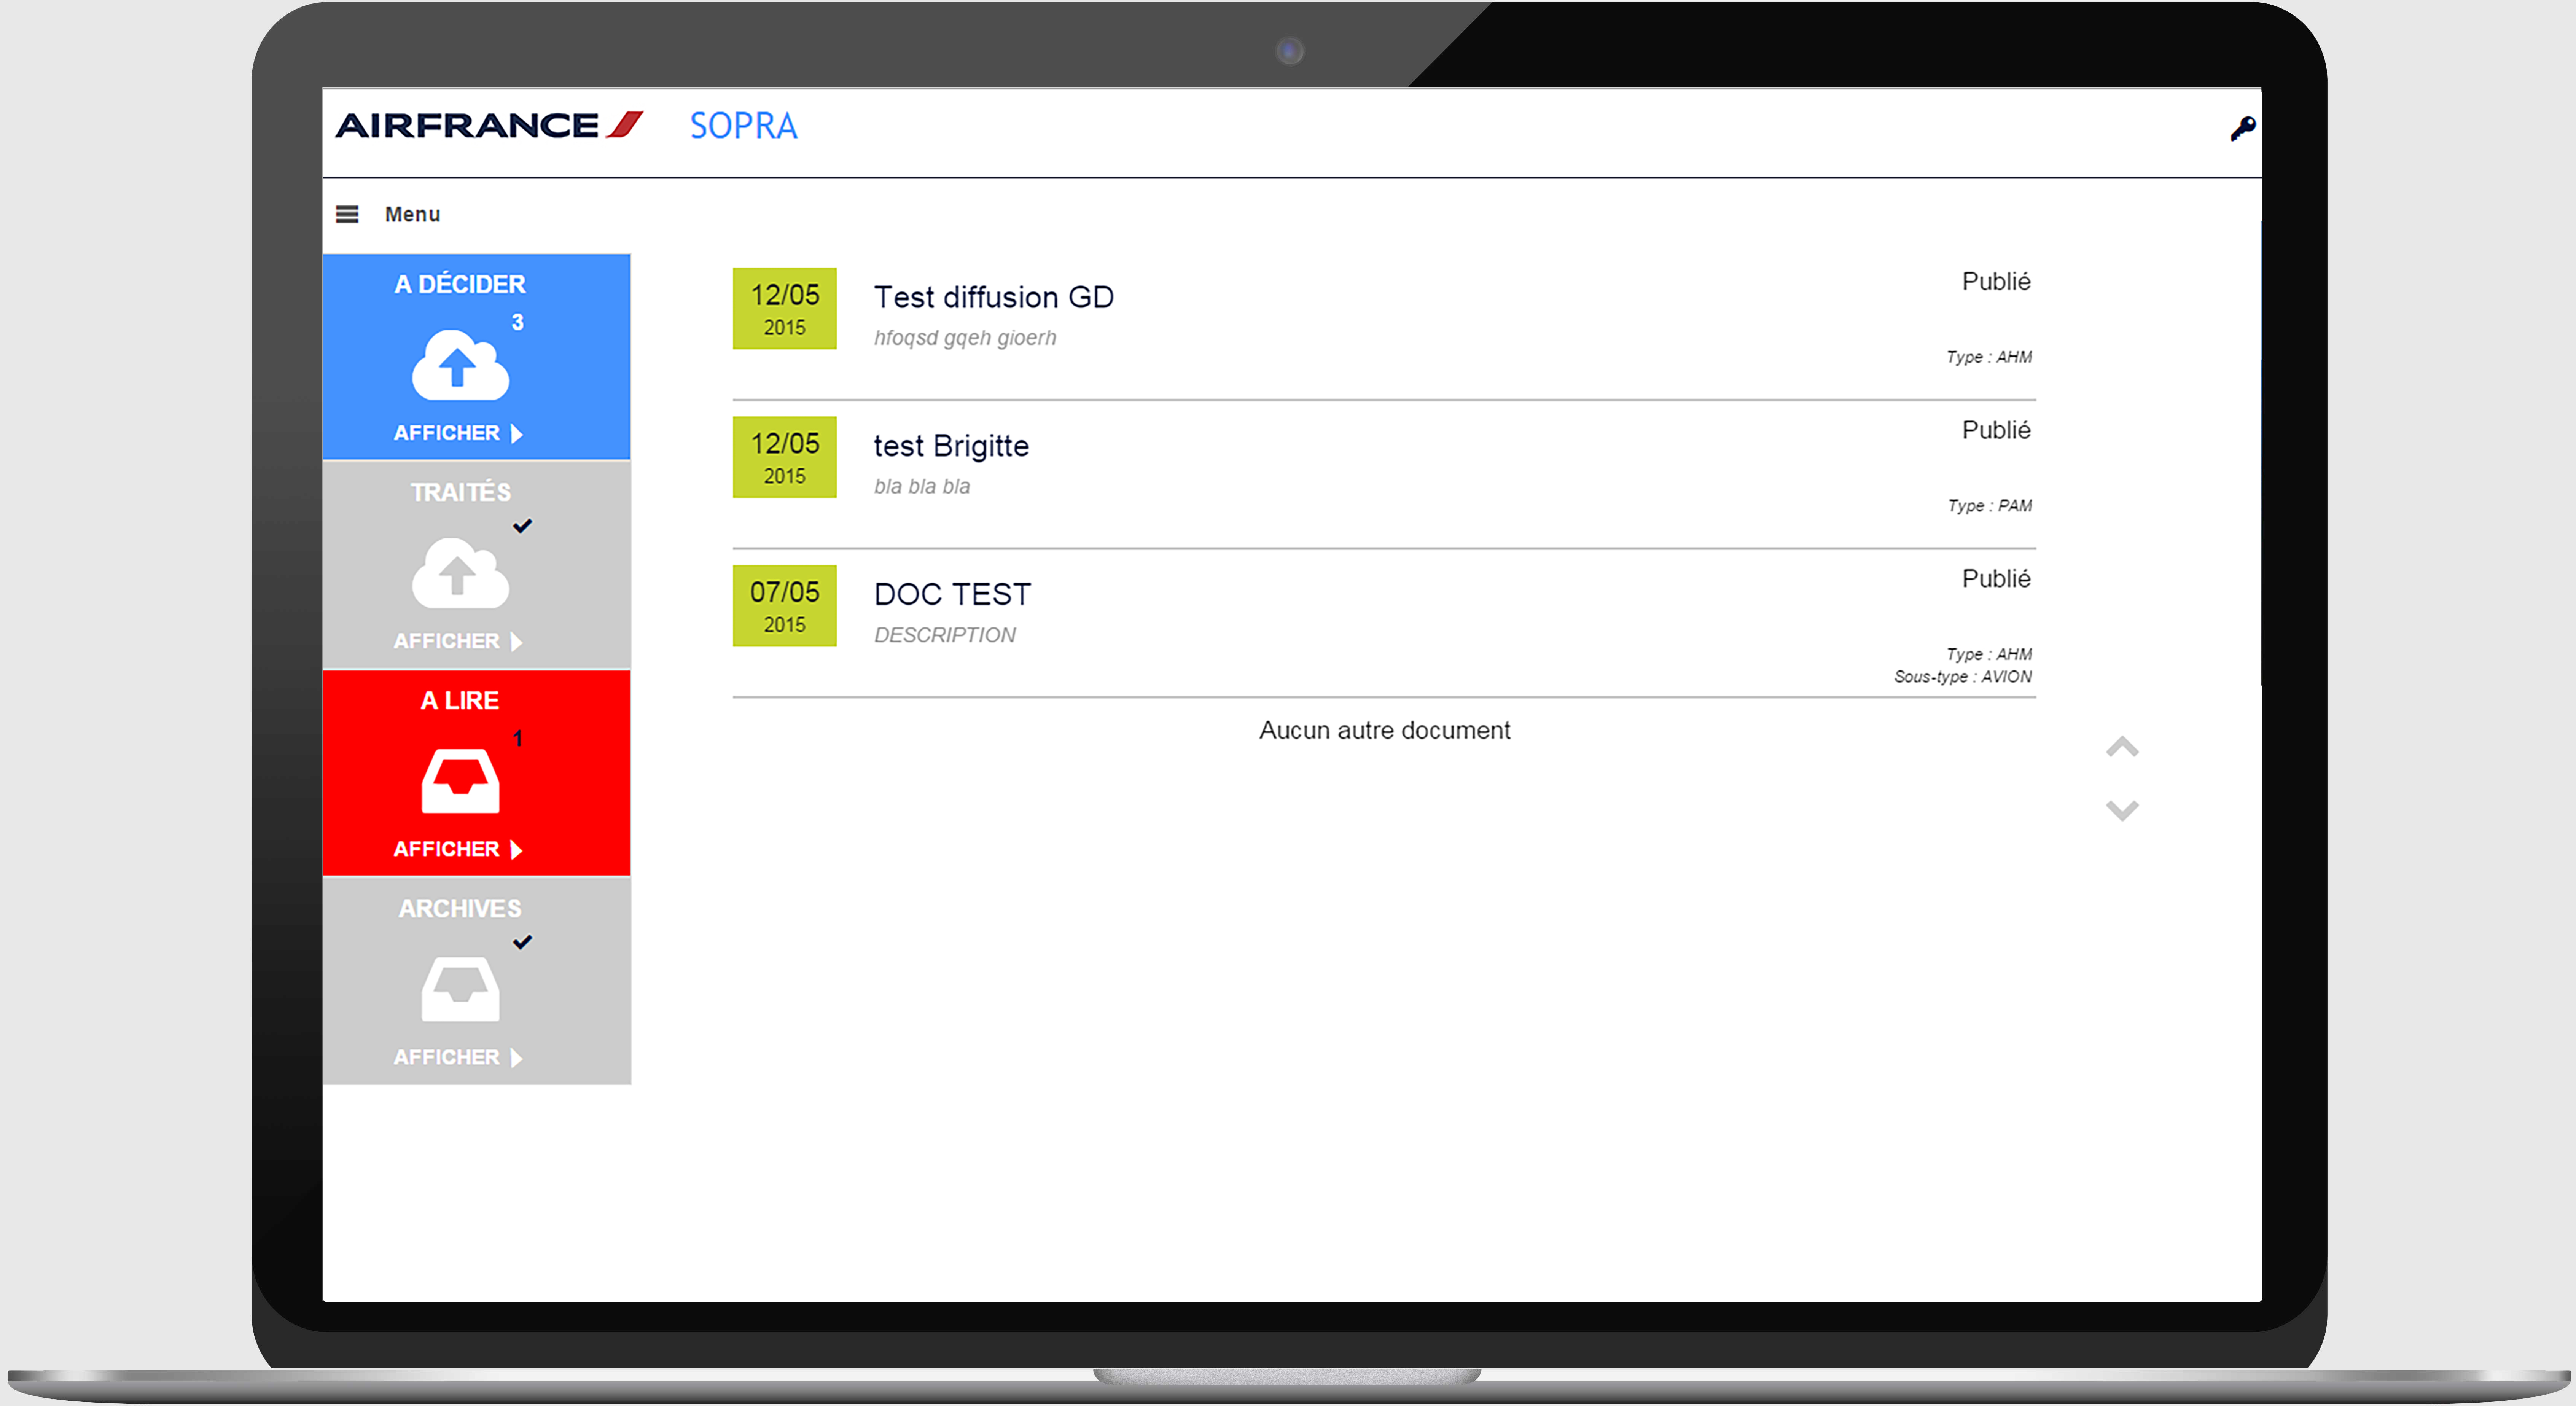 AIRFRANCE
SOPRA
Menu
A DÉCIDER
3
AFFICHER
TRAITÉS
AFFICHER
A LIRE
1
AFFICHER
ARCHIVES
AFFICHER
12/05
2015
Test diffusion GD
hfoqsd gqeh gioerh
Publié
Type : AHM
12/05
2015
test Brigitte
bla bla bla
Publié
Type : PAM
07/05
2015
DOC TEST
DESCRIPTION
Publié
Type : AHM
Sous-type : AVION
Aucun autre document